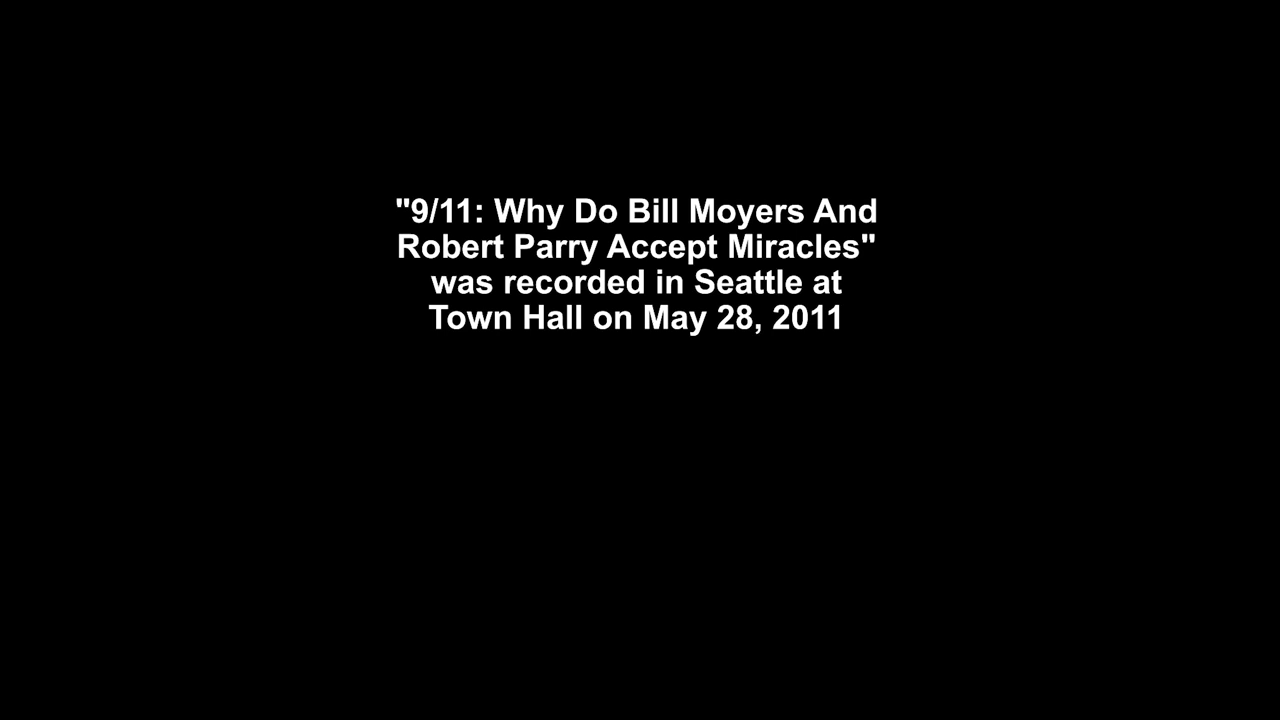 "9/11: Why Do Bill Moyers And
Robert Parry Accept Miracles"
was recorded in Seattle at
Town Hall on May 28, 2011